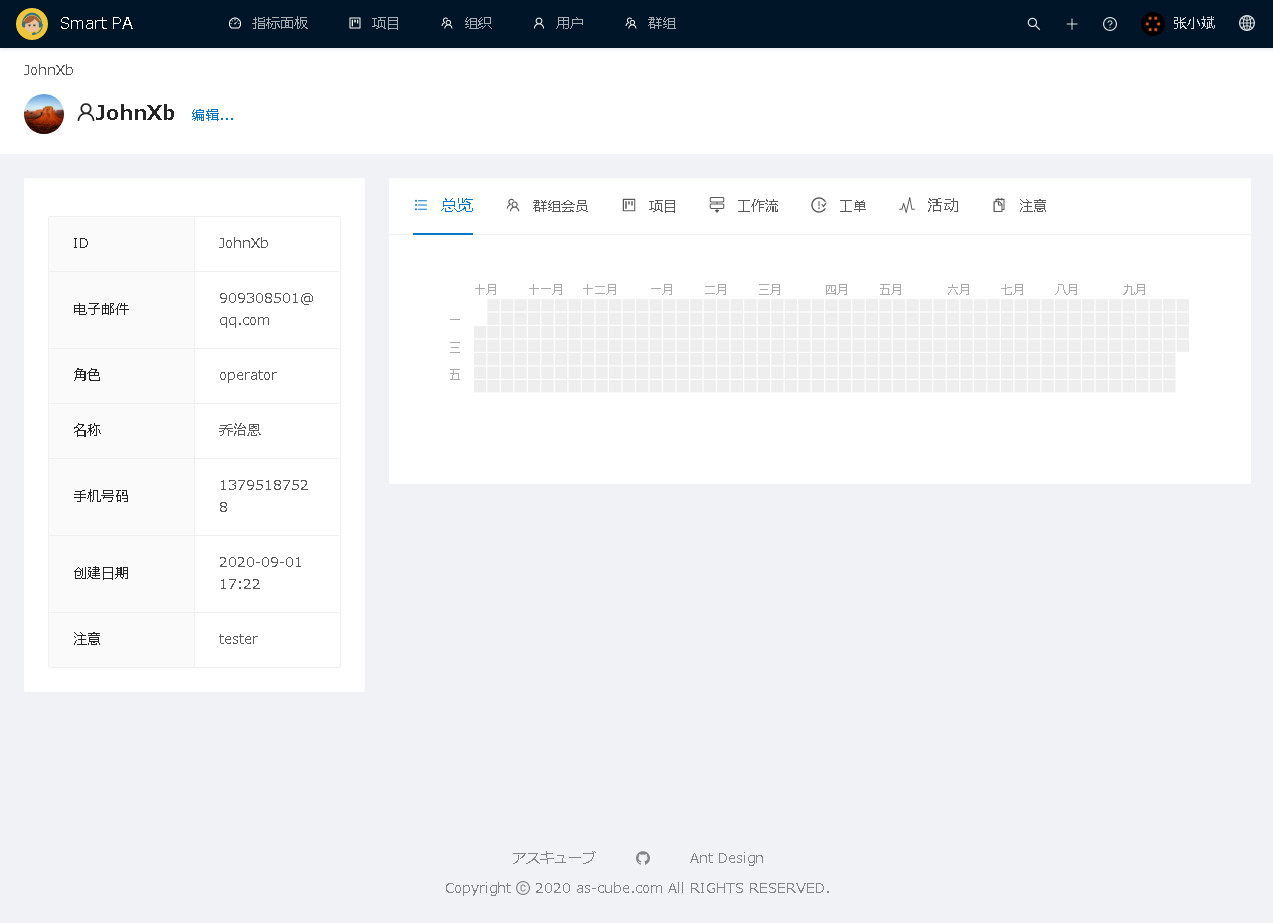 Smart PA 指标面板 项目 组织 用户 群组 张小斌
JohnXb
JohnXb 编辑...
总览 群组会员 项目 工作流 工单 活动 注意
ID JohnXb
电子邮件 909308501@
qq.com
角色 operator
名称 乔治恩
手机号码 1379518752
8
创建日期 2020-09-01
17:22
注意 tester
十月 十一月 十二月 一月 二月 三月 四月 五月 六月 七月 八月 九月
一
三
五
アスキューブ Ant Design
Copyright © 2020 as-cube.com All RIGHTS RESERVED.